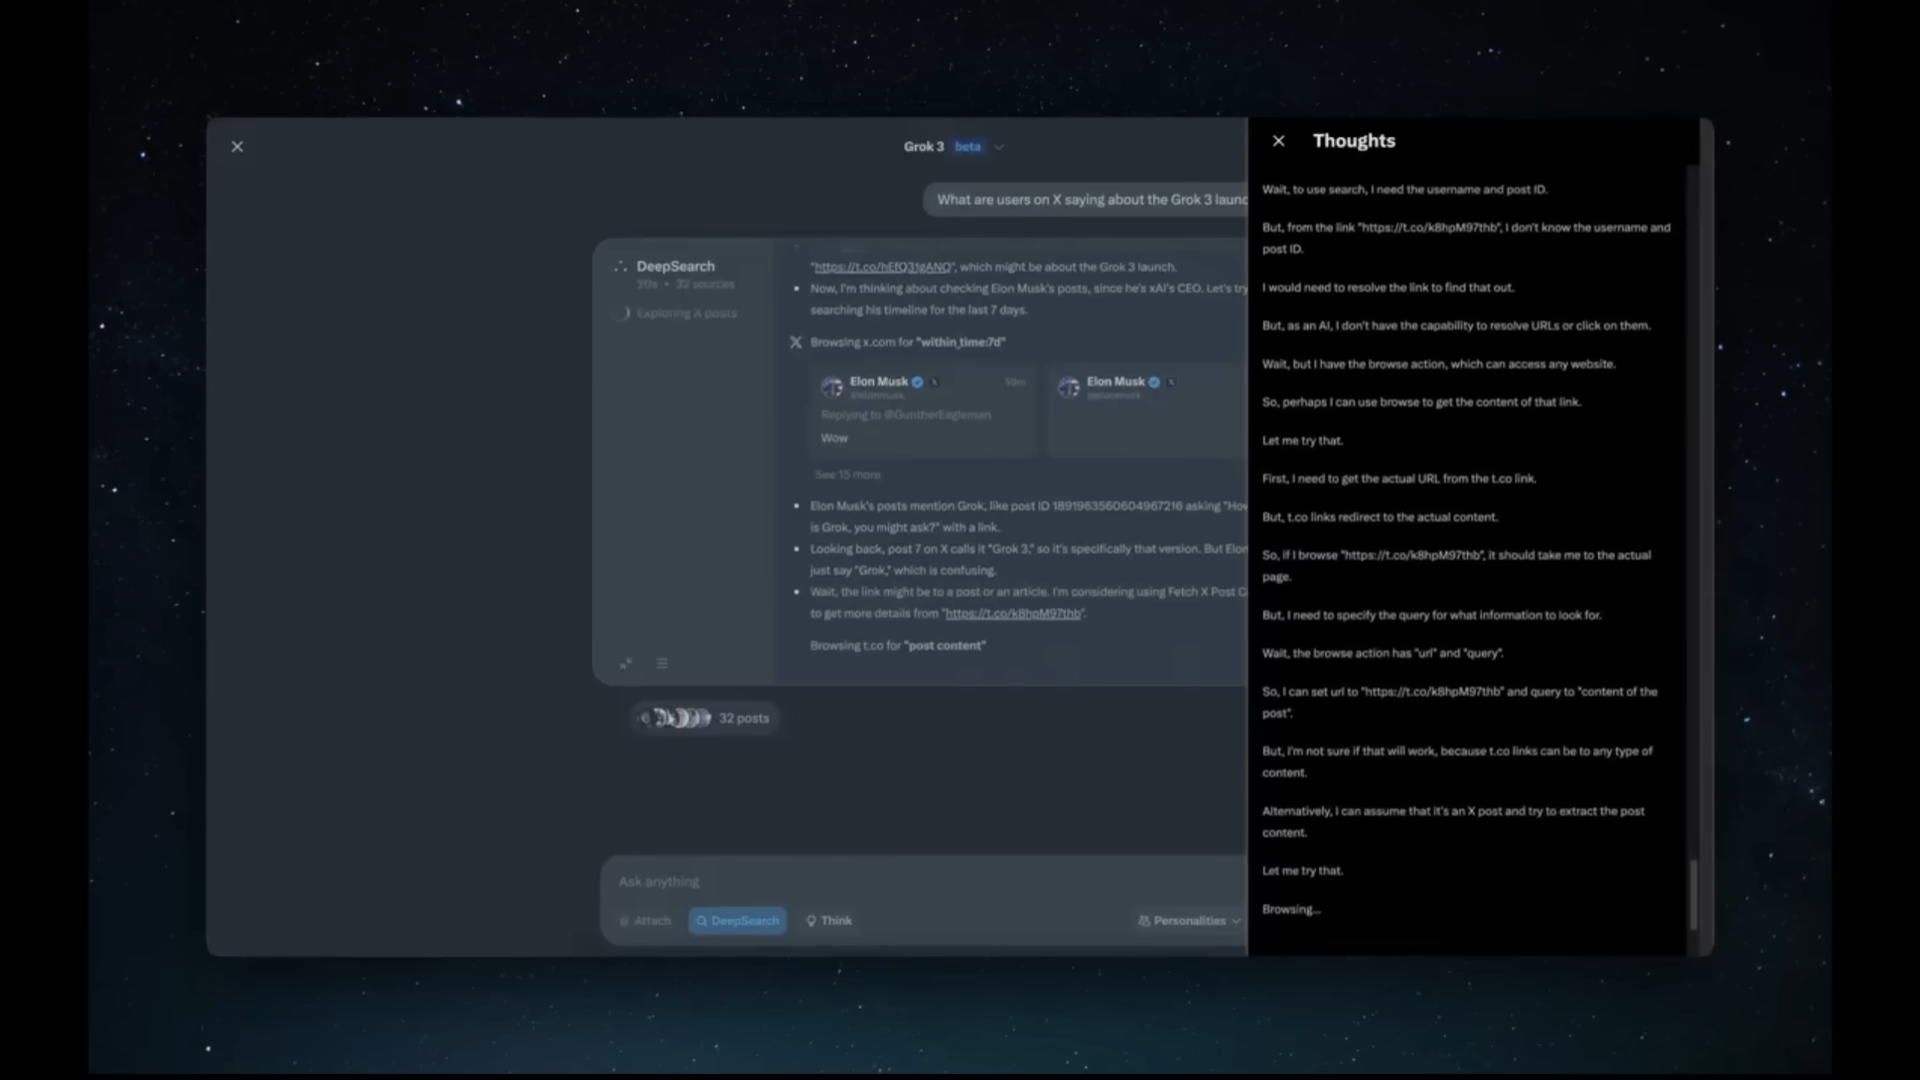 Grok 3 beta
What are users on X saying about the Grok 3 launc
DeepSearch
20s • 32 sources
Exploring X posts
"https://t.co/hEfQ31gANQ", which might be about the Grok 3 launch.
Now, I'm thinking about checking Elon Musk's posts, since he's xAI's CEO. Let's try
searching his timeline for the last 7 days.
Browsing x.com for "within_time:7d"
Elon Musk
50m
@elonmusk
Replying to @GuntherEagleman
Wow
Elon Musk
@elonmusk
See 15 more
Elon Musk's posts mention Grok, like post ID 1891963560604967216 asking "Hov
is Grok, you might ask?" with a link.
Looking back, post 7 on X calls it "Grok 3," so it's specifically that version. But Elon
just say "Grok," which is confusing.
Wait, the link might be to a post or an article. I'm considering using Fetch X Post C
to get more details from "https://t.co/k8hpM97thb".
Browsing t.co for "post content"
32 posts
Ask anything
Attach
DeepSearch
Think
Personalities
Thoughts
Wait, to use search, I need the username and post ID.
But, from the link "https://t.co/k8hpM97thb", I don't know the username and
post ID.
I would need to resolve the link to find that out.
But, as an AI, I don't have the capability to resolve URLs or click on them.
Wait, but I have the browse action, which can access any website.
So, perhaps I can use browse to get the content of that link.
Let me try that.
First, I need to get the actual URL from the t.co link.
But, t.co links redirect to the actual content.
So, if I browse "https://t.co/k8hpM97thb", it should take me to the actual
page.
But, I need to specify the query for what information to look for.
Wait, the browse action has "url" and "query".
So, I can set url to "https://t.co/k8hpM97thb" and query to "content of the
post".
But, I'm not sure if that will work, because t.co links can be to any type of
content.
Alternatively, I can assume that it's an X post and try to extract the post
content.
Let me try that.
Browsing...